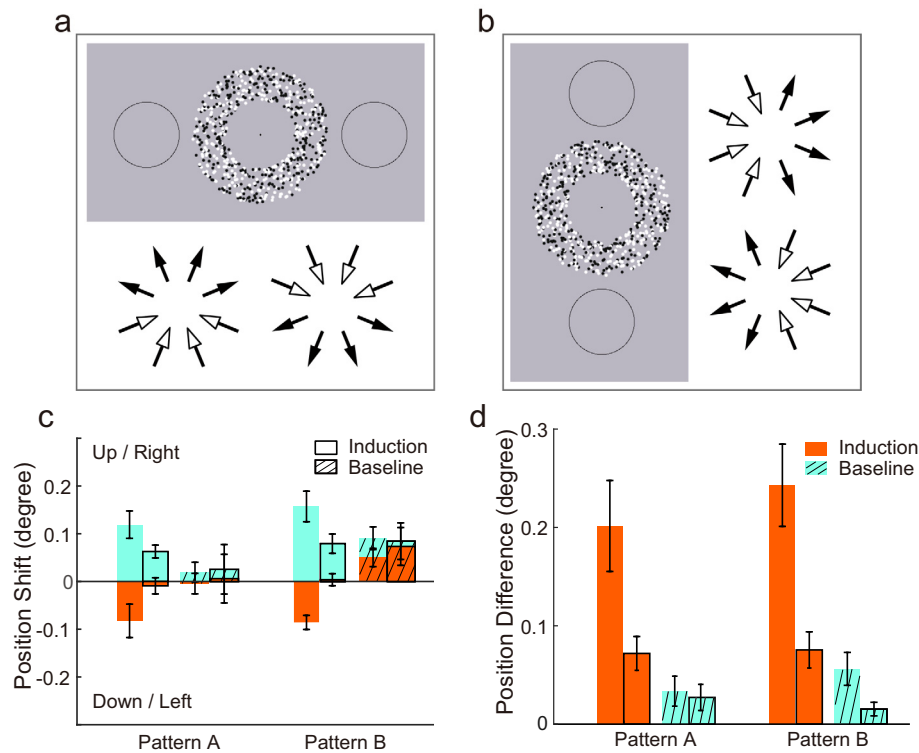 a
b
c
Up / Right
Induction
Baseline
Position Shift (degree)
0.2
0.1
0
-0.1
-0.2
Down / Left
Pattern A
Pattern B
d
Induction
Baseline
Position Difference (degree)
0.3
0.2
0.1
0
Pattern A
Pattern B